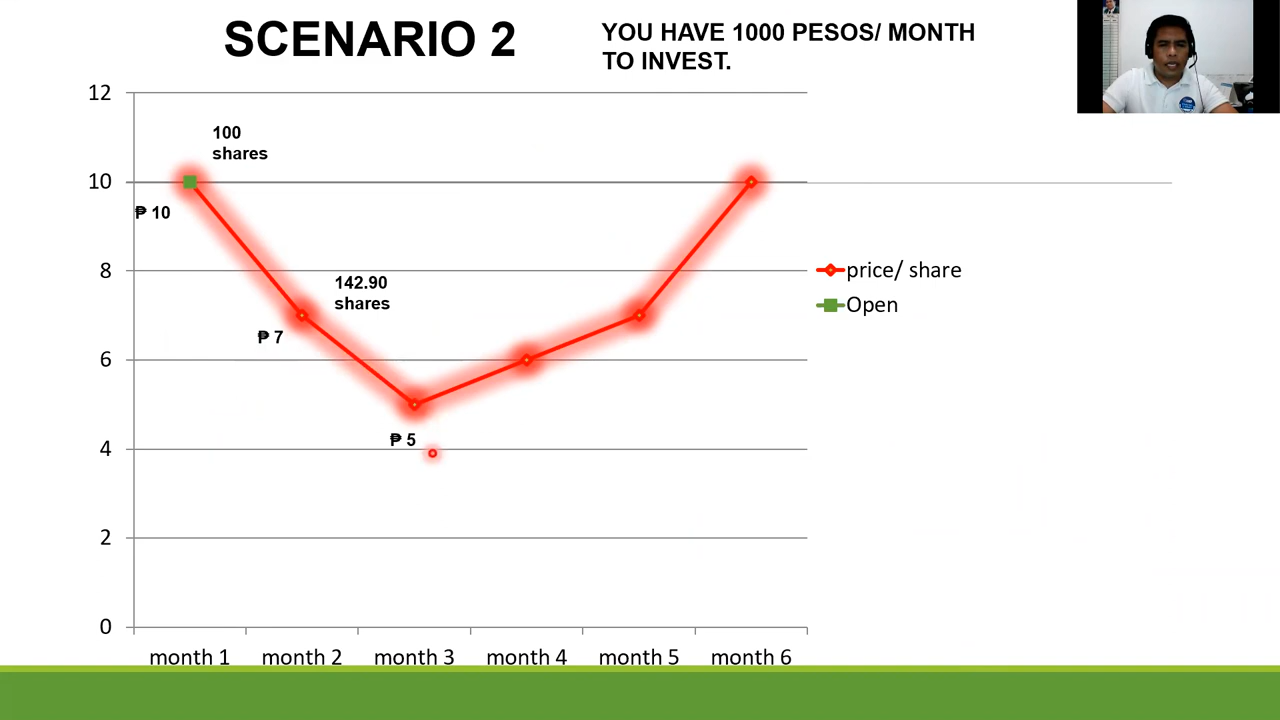 SCENARIO 2
YOU HAVE 1000 PESOS/ MONTH
TO INVEST.
12
100
shares
10
₱ 10
8
142.90
shares
price/ share
Open
₱ 7
6
₱ 5
4
2
0
month 1 month 2 month 3 month 4 month 5 month 6